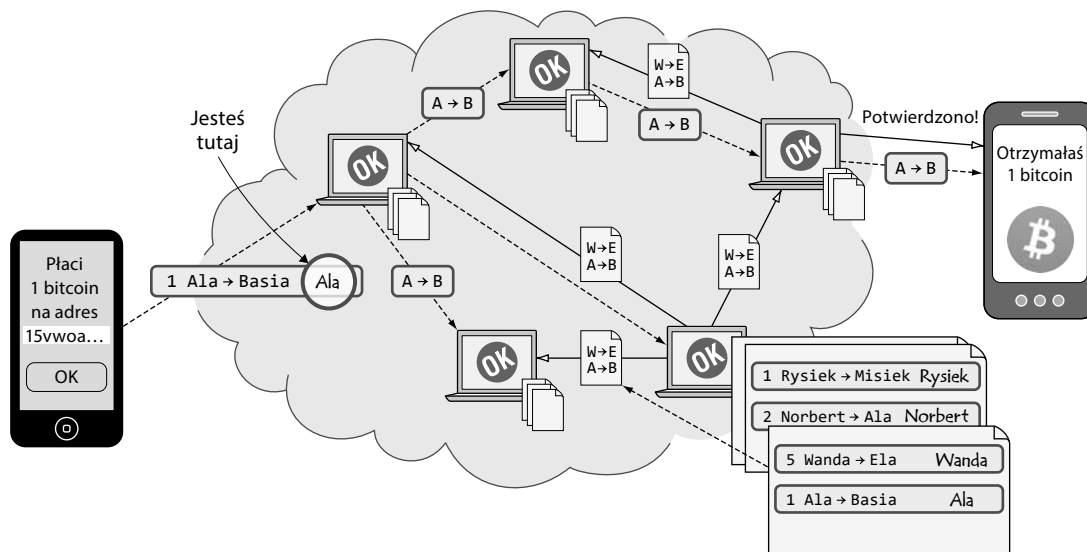 OK
W→E
A→B
A → B
A → B
Potwierdzono!
Jesteś
tutaj
OK
OK
Otrzymałaś
1 bitcoin
A → B
OK
W→E
A→B
W→E
A→B
Płaci
1 bitcoin
na adres
15vwoa...
OK
1 Ala → Basia Ala
A → B
OK
W→E
A→B
OK
1 Rysiek → Misiek Rysiek
2 Norbert → Ala Norbert
5 Wanda → Ela Wanda
1 Ala → Basia Ala